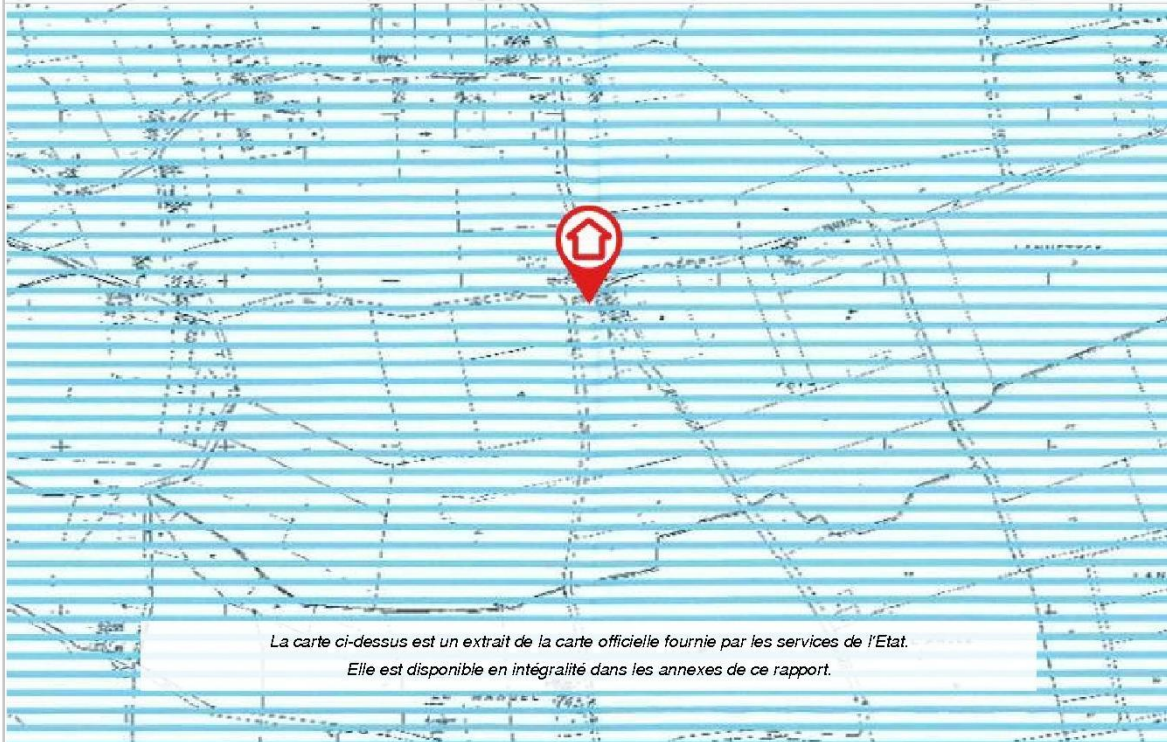 La carte ci-dessus est un extrait de la carte officielle fournie par les services de l'Etat.
Elle est disponible en intégralité dans les annexes de ce rapport.